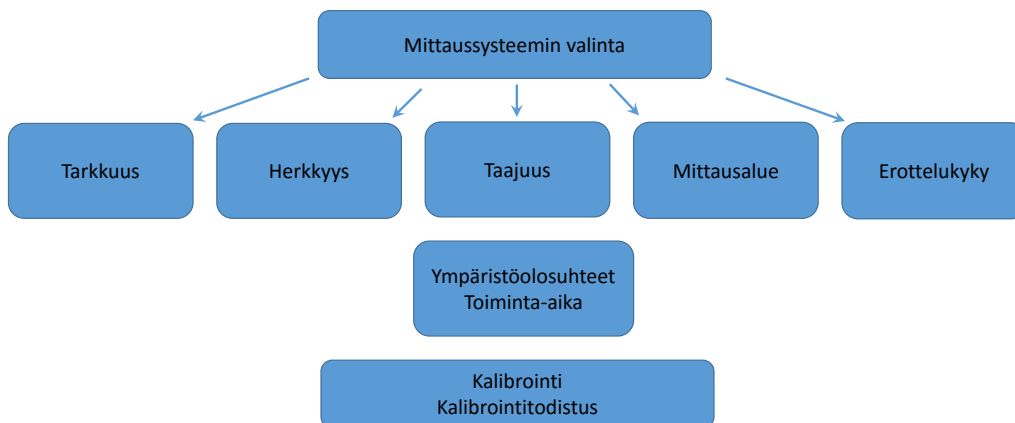 Mittaussysteemin valinta
Tarkkuus
Herkkyys
Taajuus
Mittausalue
Erottelukyky
Ympäristöolosuhteet
Toiminta-aika
Kalibrointi
Kalibrointitodistus